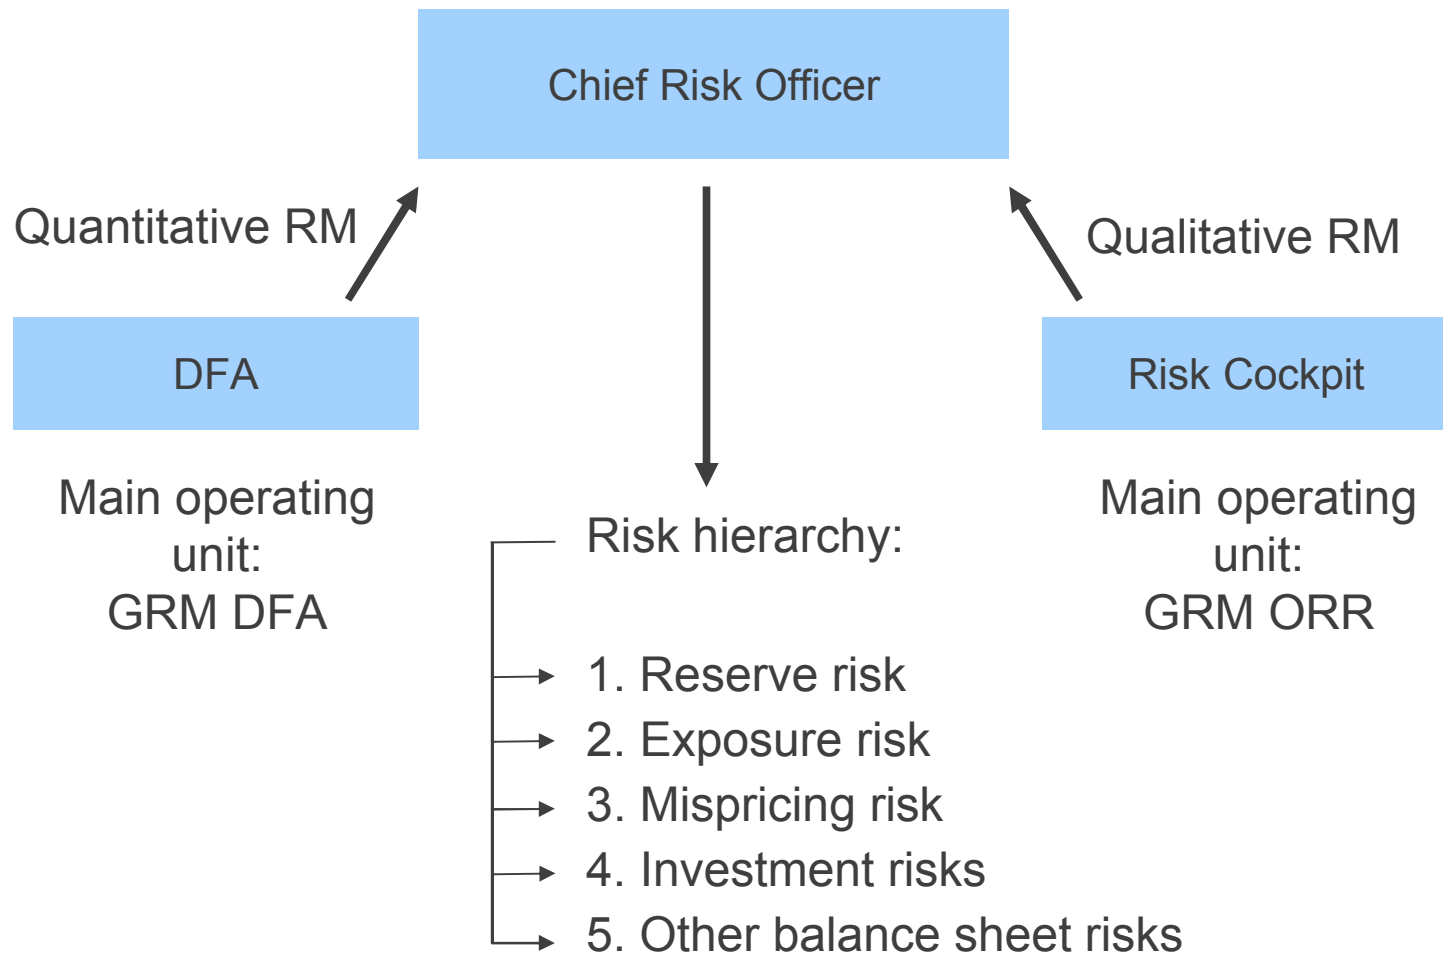 Chief Risk Officer
Quantitative RM
Qualitative RM
DFA
Risk Cockpit
Main operating
unit:
GRM DFA
Main operating
unit:
GRM ORR
Risk hierarchy:
1. Reserve risk
2. Exposure risk
3. Mispricing risk
4. Investment risks
5. Other balance sheet risks